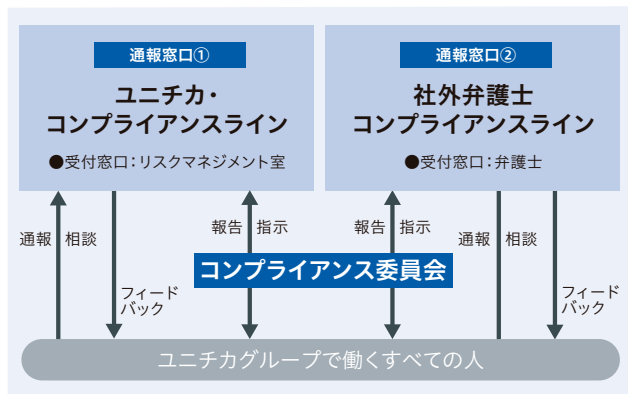 通報窓口①
ユニチカ・
コンプライアンスライン
●受付窓口：リスクマネジメント室
通報窓口②
社外弁護士
コンプライアンスライン
●受付窓口：弁護士
通報 相談
フィード
バック
報告 指示
報告 指示
通報 相談
フィード
バック
コンプライアンス委員会
ユニチカグループで働くすべての人